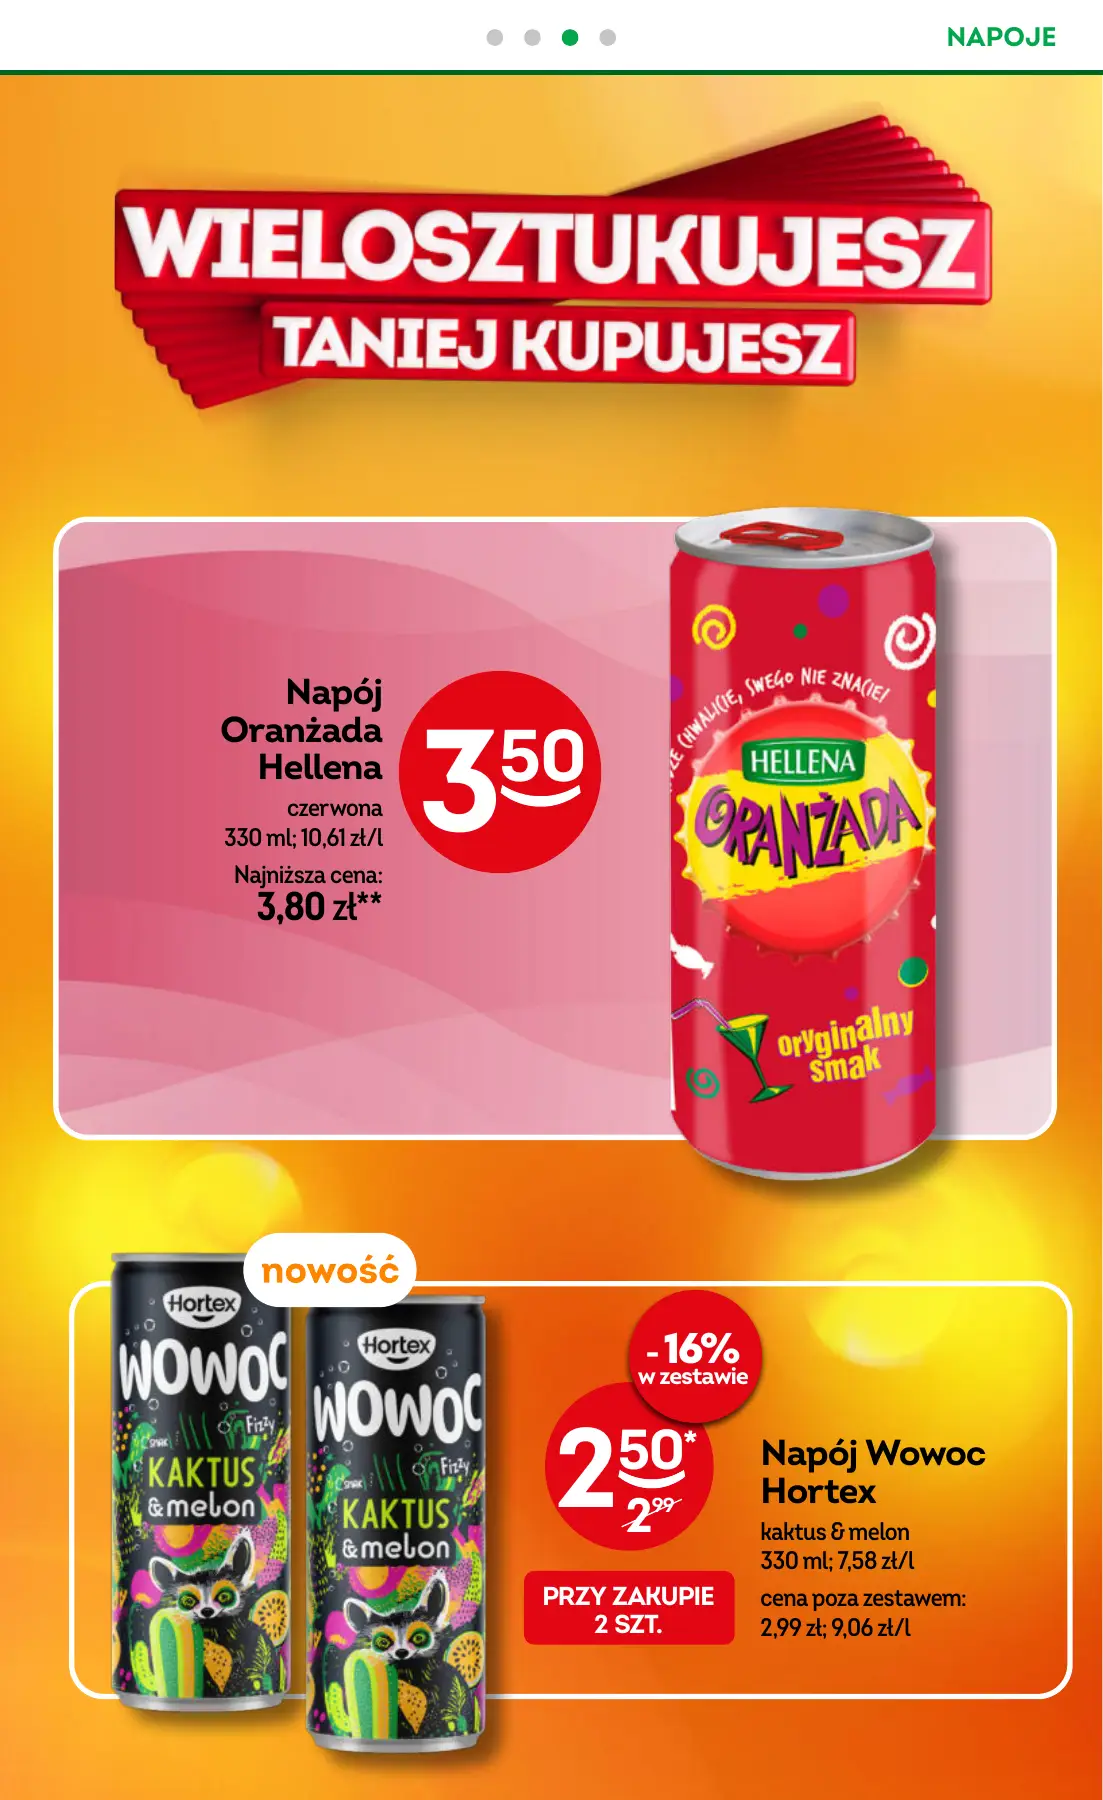 NAPOJE
WIELOSZTUKUJESZ
TANIEJ KUPUJESZ
Napój
Oranżada
Hellena
czerwona
330 ml; 10,61 zł/l
Najniższa cena:
3,80 zł**
3 50
CHWALICIE, SWEGO NIE ZNACIE!
HELLENA
ORANŻADA
oryginalny
smak
nowość
Hortex
WOWOC
Fizzy
SMAK
KAKTUS
& melon
Hortex
WOWOC
Fizzy
SMAK
KAKTUS
& melon
- 16%
w zestawie
2 50*
2 99
PRZY ZAKUPIE
2 SZT.
Napój Wowoc
Hortex
kaktus & melon
330 ml; 7,58 zł/l
cena poza zestawem:
2,99 zł; 9,06 zł/l